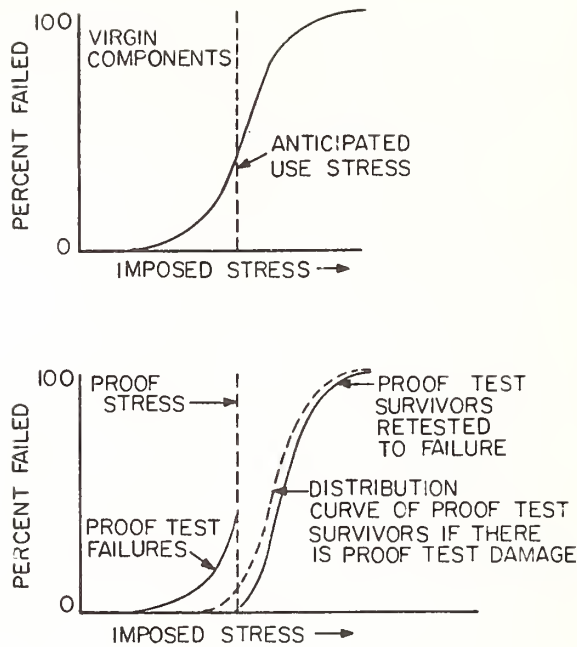 100
VIRGIN
COMPONENTS
PERCENT FAILED
ANTICIPATED
USE STRESS
0
IMPOSED STRESS
100
PROOF
STRESS
PROOF TEST
SURVIVORS
RETESTED
TO FAILURE
PERCENT FAILED
DISTRIBUTION
CURVE OF PROOF TEST
SURVIVORS IF THERE
IS PROOF TEST DAMAGE
PROOF TEST
FAILURES
0
IMPOSED STRESS